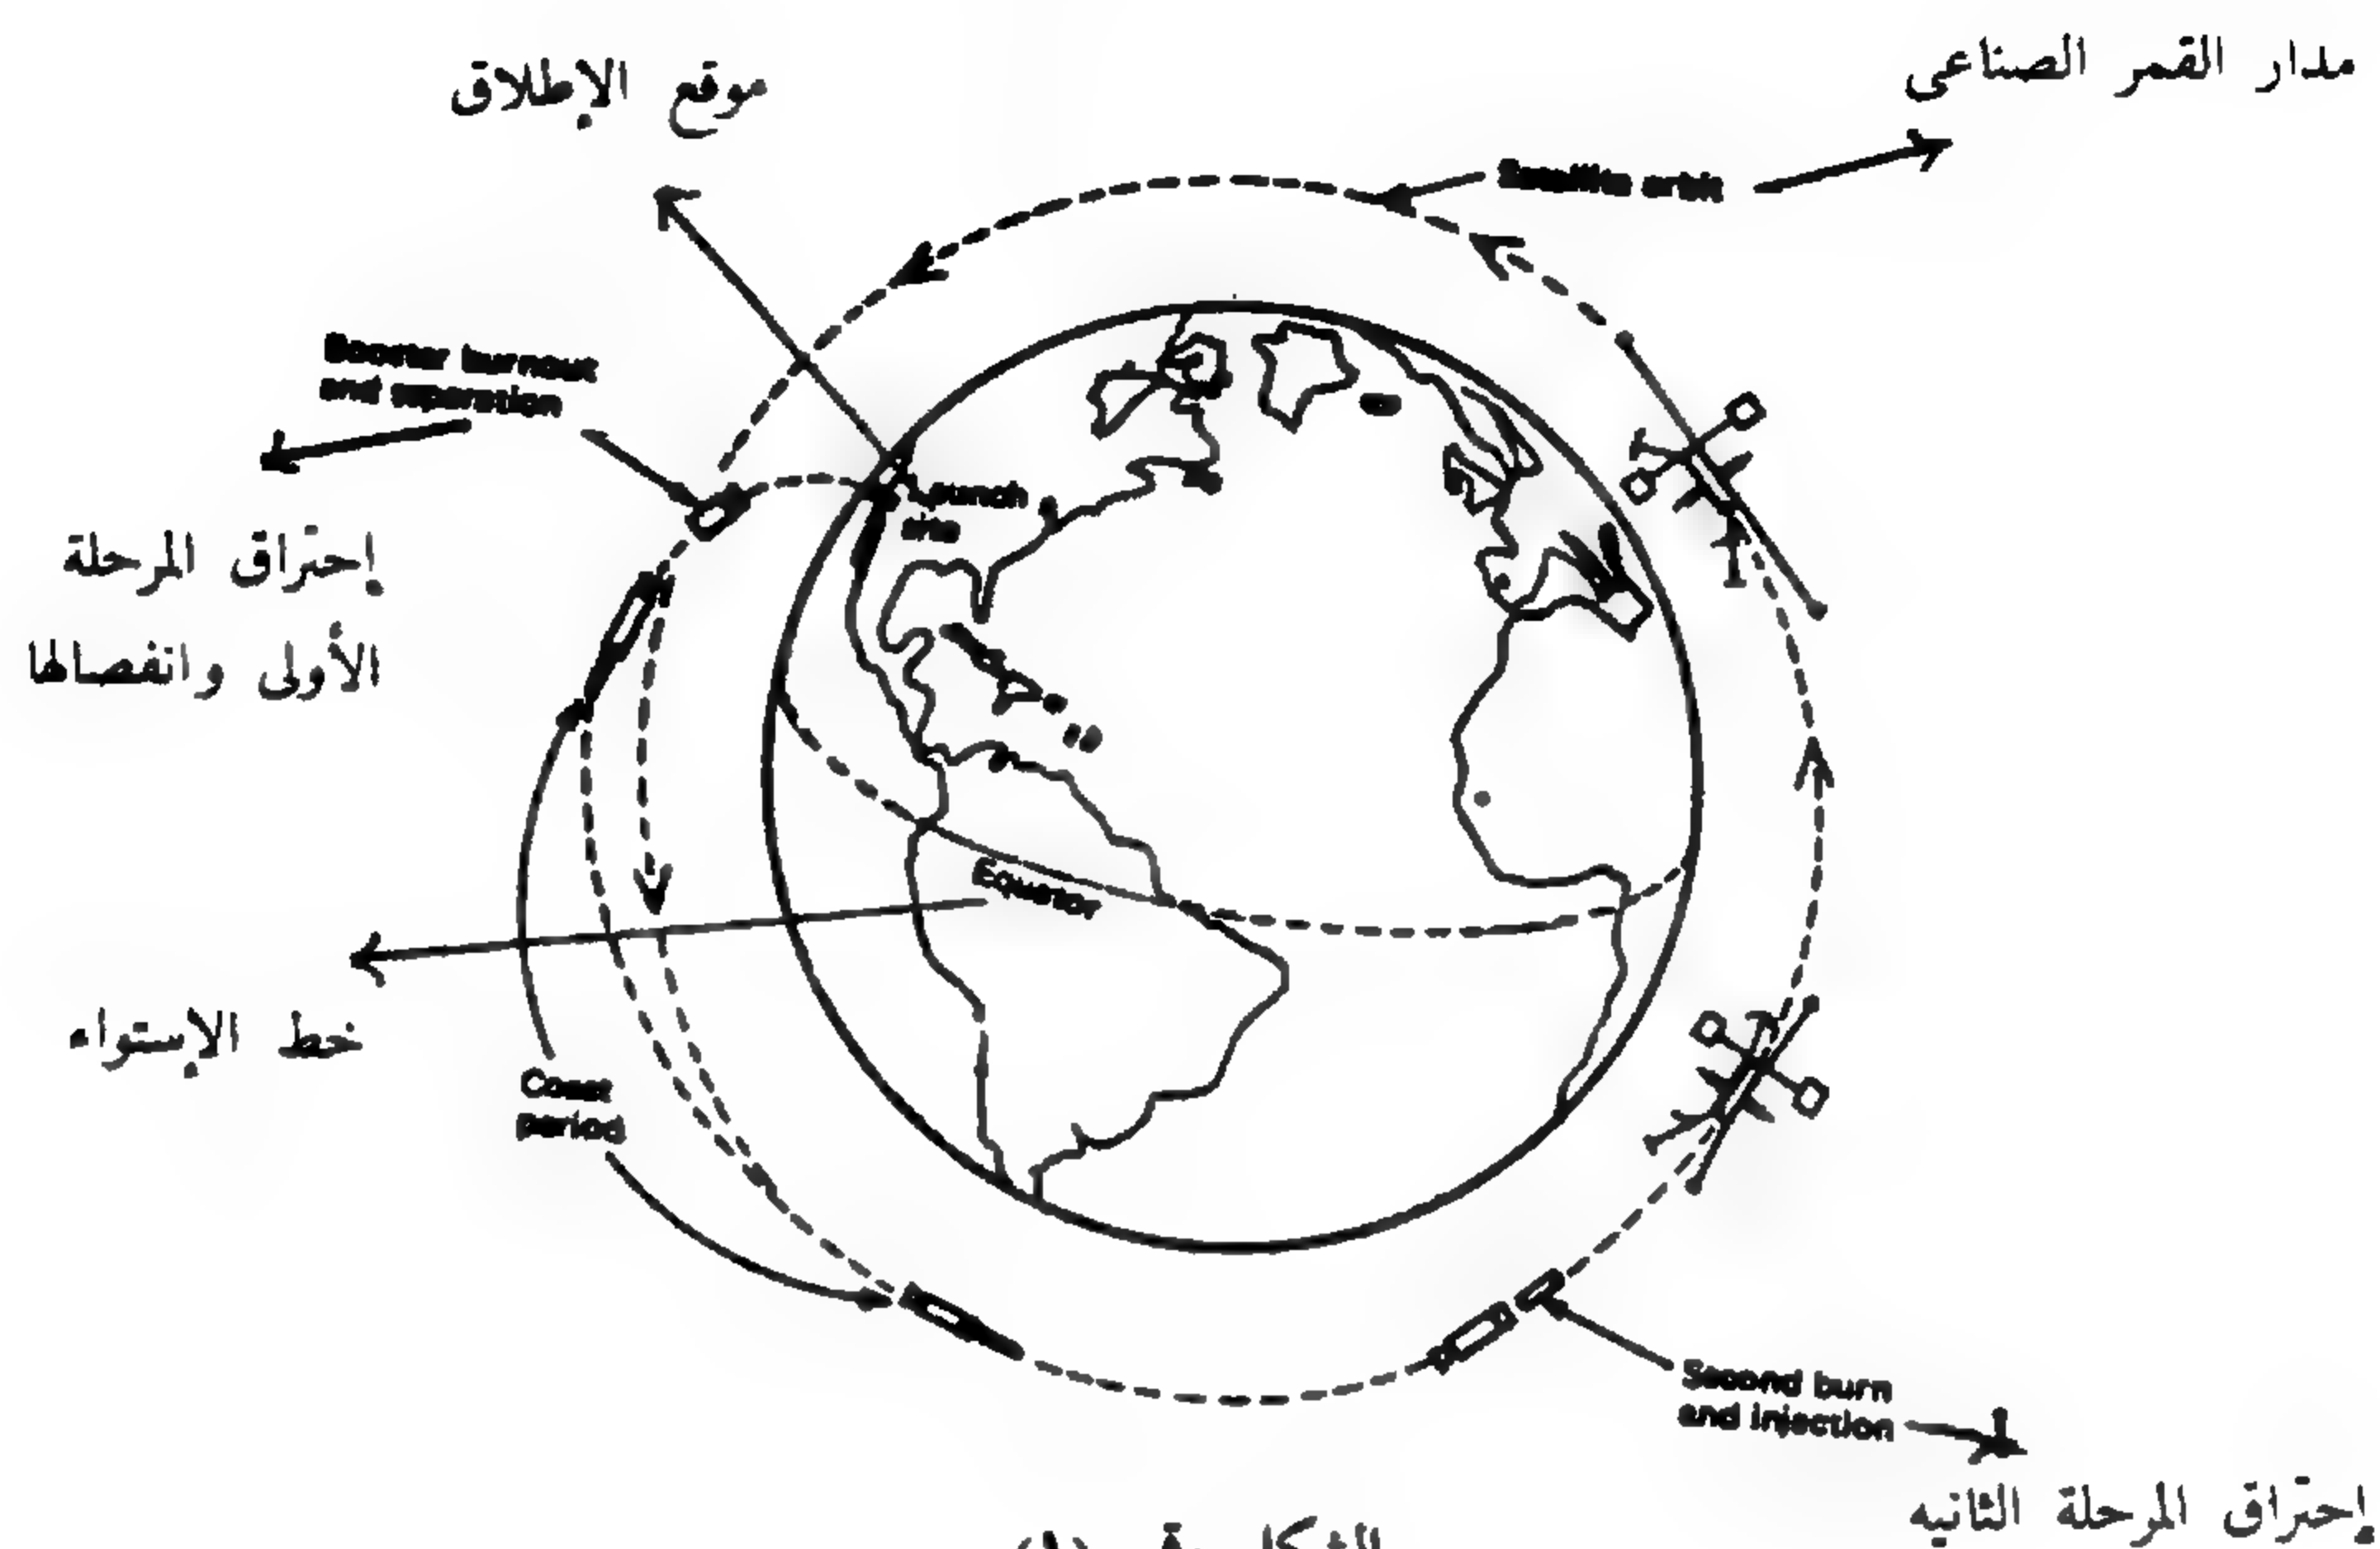 مدار القمر الصناعى
موقع الإطلاق
Satellite orbit
Booster burnout
and separation
Launch
site
إحتراق المرحلة
الأولى وانفصالها
Equator
خط الإستواء
Coast
period
Second burn
and injection
إحتراق المرحلة الثانيه